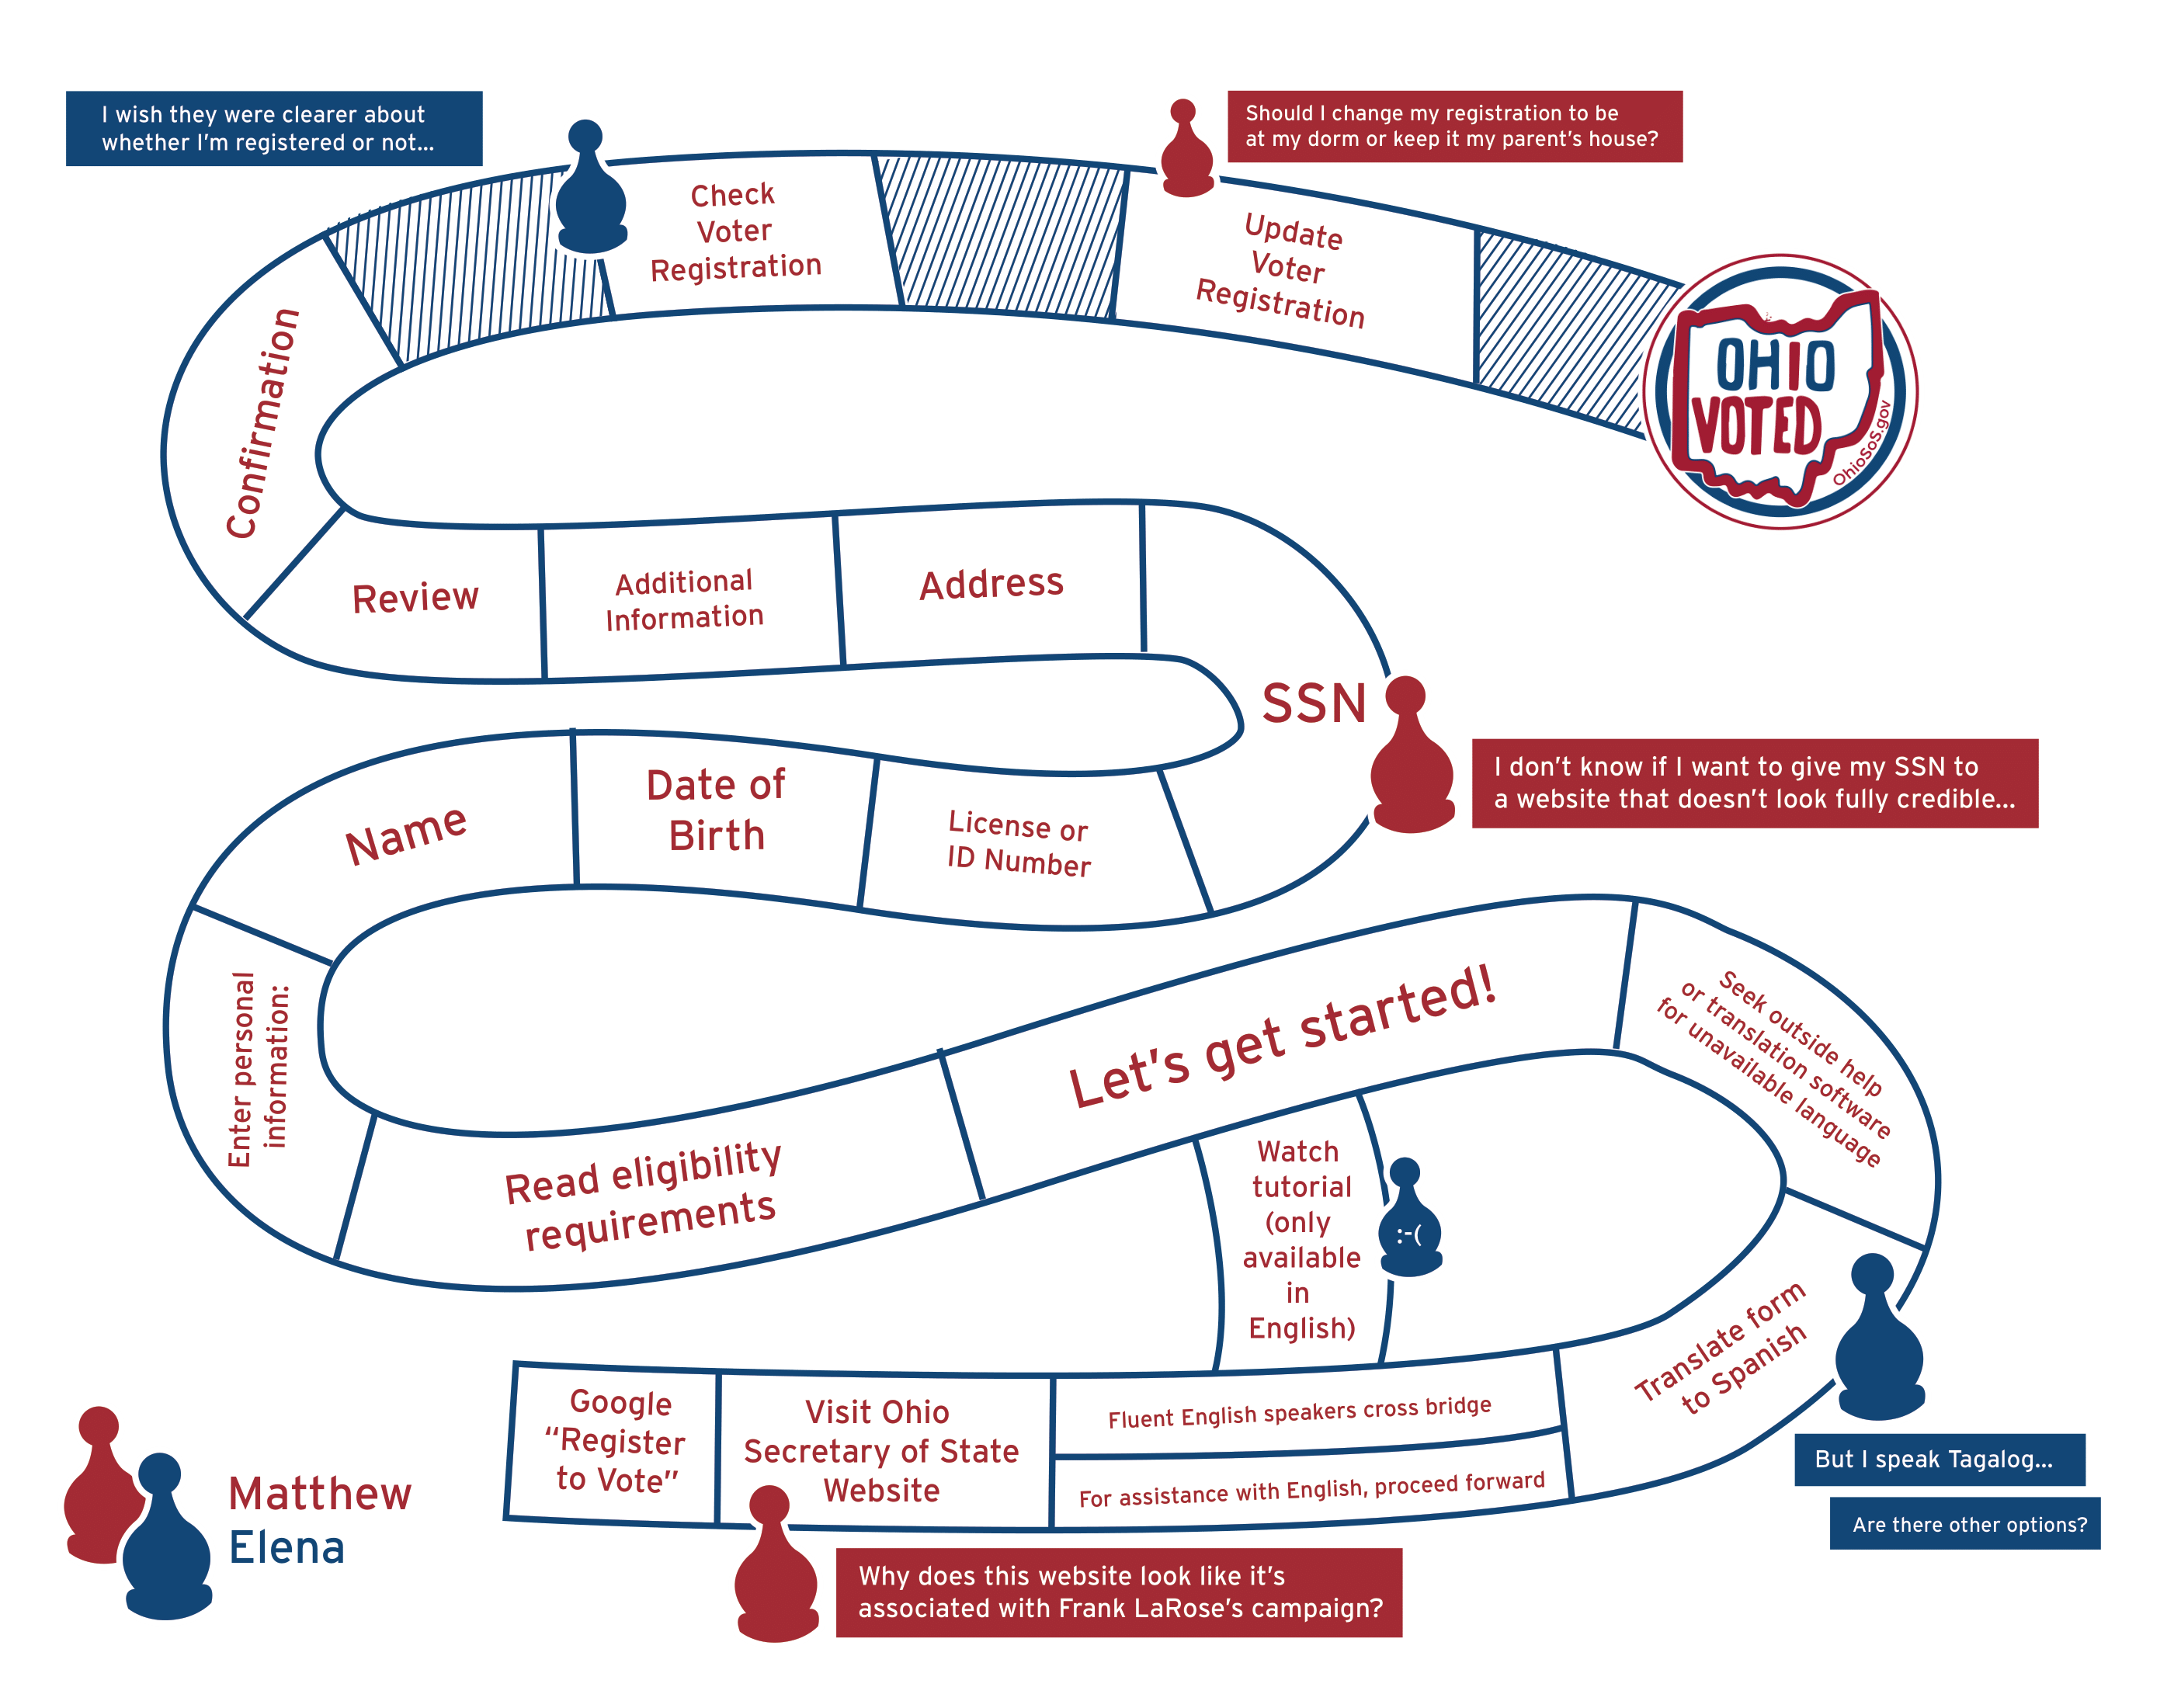 I wish they were clearer about
whether I'm registered or not...
Should I change my registration to be
at my dorm or keep it my parent's house?
Check
Voter
Registration
Update
Voter
Registration
OHIO
VOTED
OhioSoS.gov
Confirmation
Review
Additional
Information
Address
SSN
I don't know if I want to give my SSN to
a website that doesn't look fully credible...
Name
Date of
Birth
License or
ID Number
Enter personal
information:
Read eligibility
requirements
Let's get started!
Seek outside help
or translation software
for unavailable language
Watch
tutorial
(only
available
in
English)
:-(
Translate form
to Spanish
Google
“Register
to Vote”
Visit Ohio
Secretary of State
Website
Fluent English speakers cross bridge
For assistance with English, proceed forward
But I speak Tagalog...
Are there other options?
Matthew
Elena
Why does this website look like it's
associated with Frank LaRose's campaign?